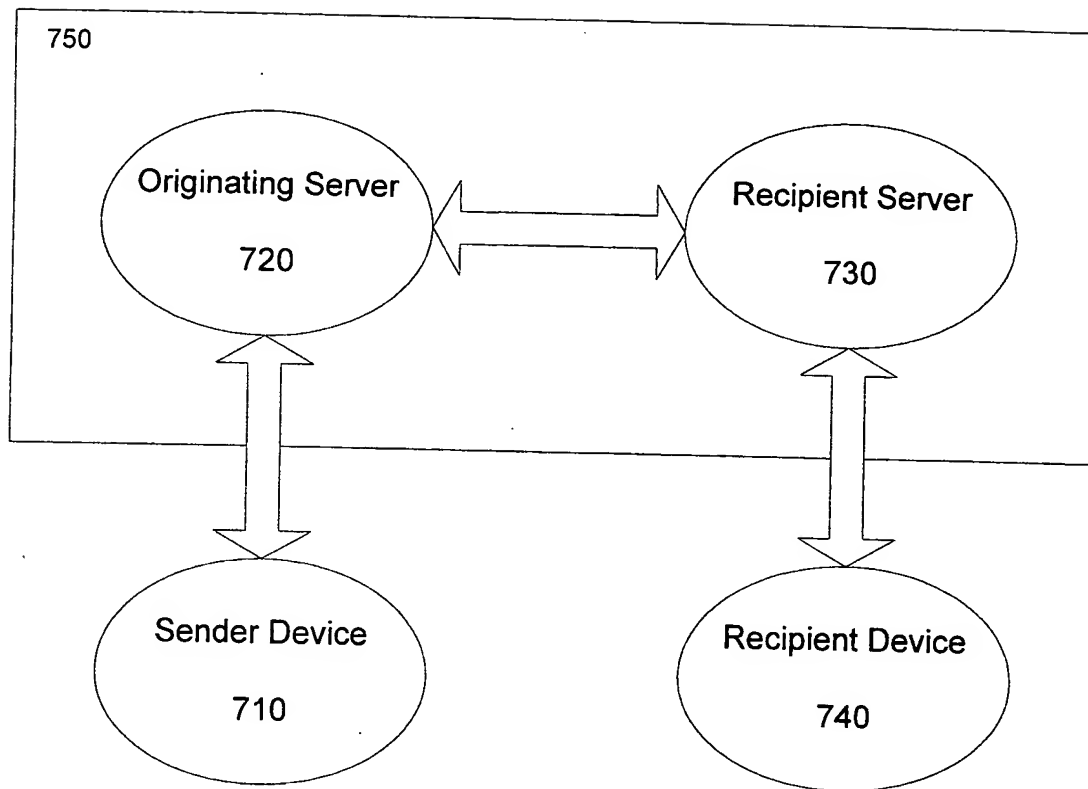 750
Originating Server
720
Recipient Server
730
Sender Device
710
Recipient Device
740